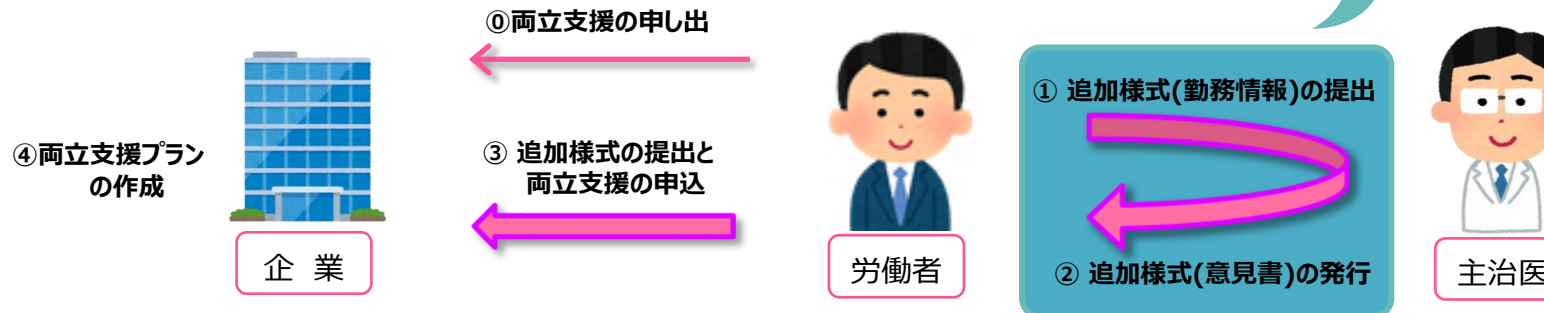 ⓪両立支援の申し出
① 追加様式(勤務情報)の提出
④両立支援プラン
の作成
③ 追加様式の提出と
両立支援の申込
② 追加様式(意見書)の発行
企 業
労働者
主治医